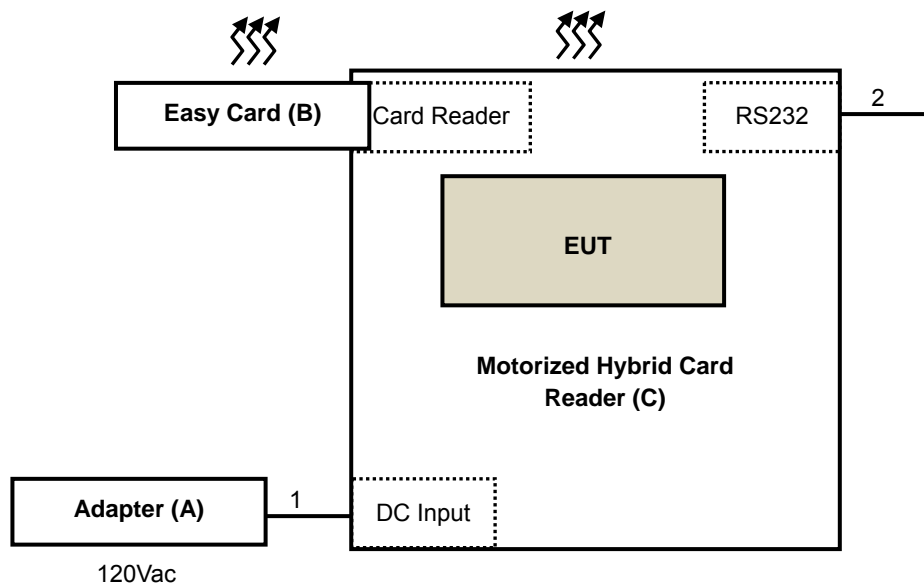 Easy Card (B)
Card Reader
RS232
2
EUT
Motorized Hybrid Card
Reader (C)
Adapter (A)
1
DC Input
120Vac